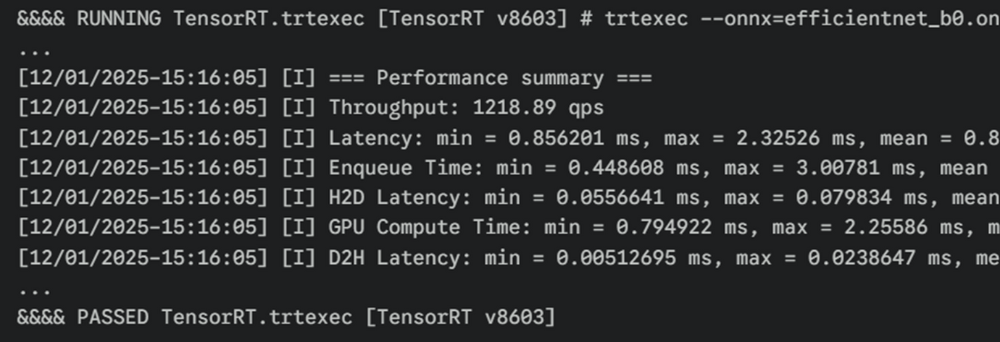 &&&& RUNNING TensorRT.trtexec [TensorRT v8603] # trtexec --onnx=efficientnet_b0.on
...
[12/01/2025-15:16:05] [I] === Performance summary ===
[12/01/2025-15:16:05] [I] Throughput: 1218.89 qps
[12/01/2025-15:16:05] [I] Latency: min = 0.856201 ms, max = 2.32526 ms, mean = 0.8
[12/01/2025-15:16:05] [I] Enqueue Time: min = 0.448608 ms, max = 3.00781 ms, mean
[12/01/2025-15:16:05] [I] H2D Latency: min = 0.0556641 ms, max = 0.079834 ms, mean
[12/01/2025-15:16:05] [I] GPU Compute Time: min = 0.794922 ms, max = 2.25586 ms, m
[12/01/2025-15:16:05] [I] D2H Latency: min = 0.00512695 ms, max = 0.0238647 ms, me
...
&&&& PASSED TensorRT.trtexec [TensorRT v8603]